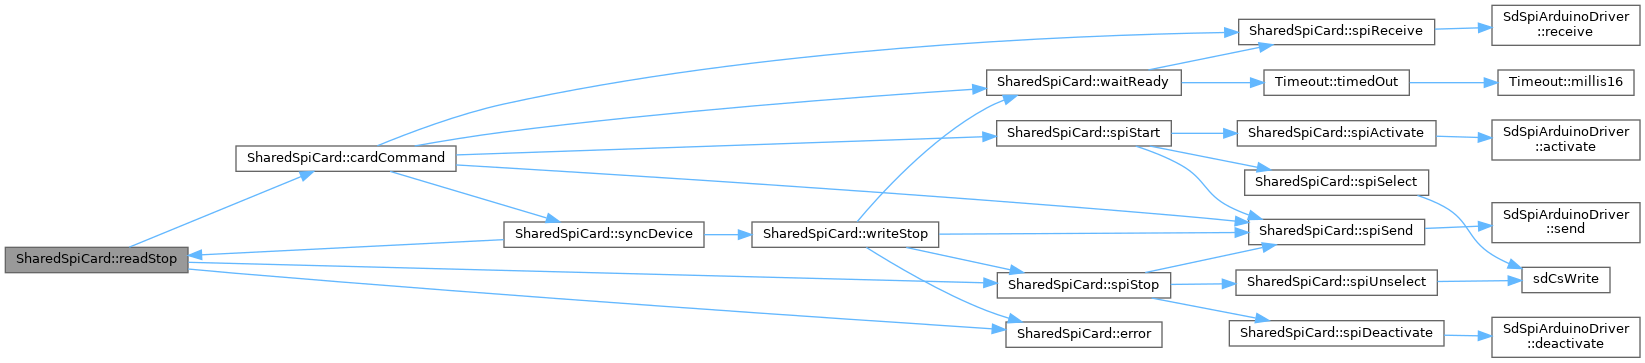 SharedSpiCard::readStop
SharedSpiCard::cardCommand
SharedSpiCard::syncDevice
SharedSpiCard::writeStop
SharedSpiCard::waitReady
SharedSpiCard::spiStart
SharedSpiCard::spiStop
SharedSpiCard::error
SharedSpiCard::spiReceive
Timeout::timedOut
SharedSpiCard::spiActivate
SharedSpiCard::spiSelect
SharedSpiCard::spiSend
SharedSpiCard::spiUnselect
SharedSpiCard::spiDeactivate
SdSpiArduinoDriver
::receive
Timeout::millis16
SdSpiArduinoDriver
::activate
SdSpiArduinoDriver
::send
sdCsWrite
SdSpiArduinoDriver
::deactivate